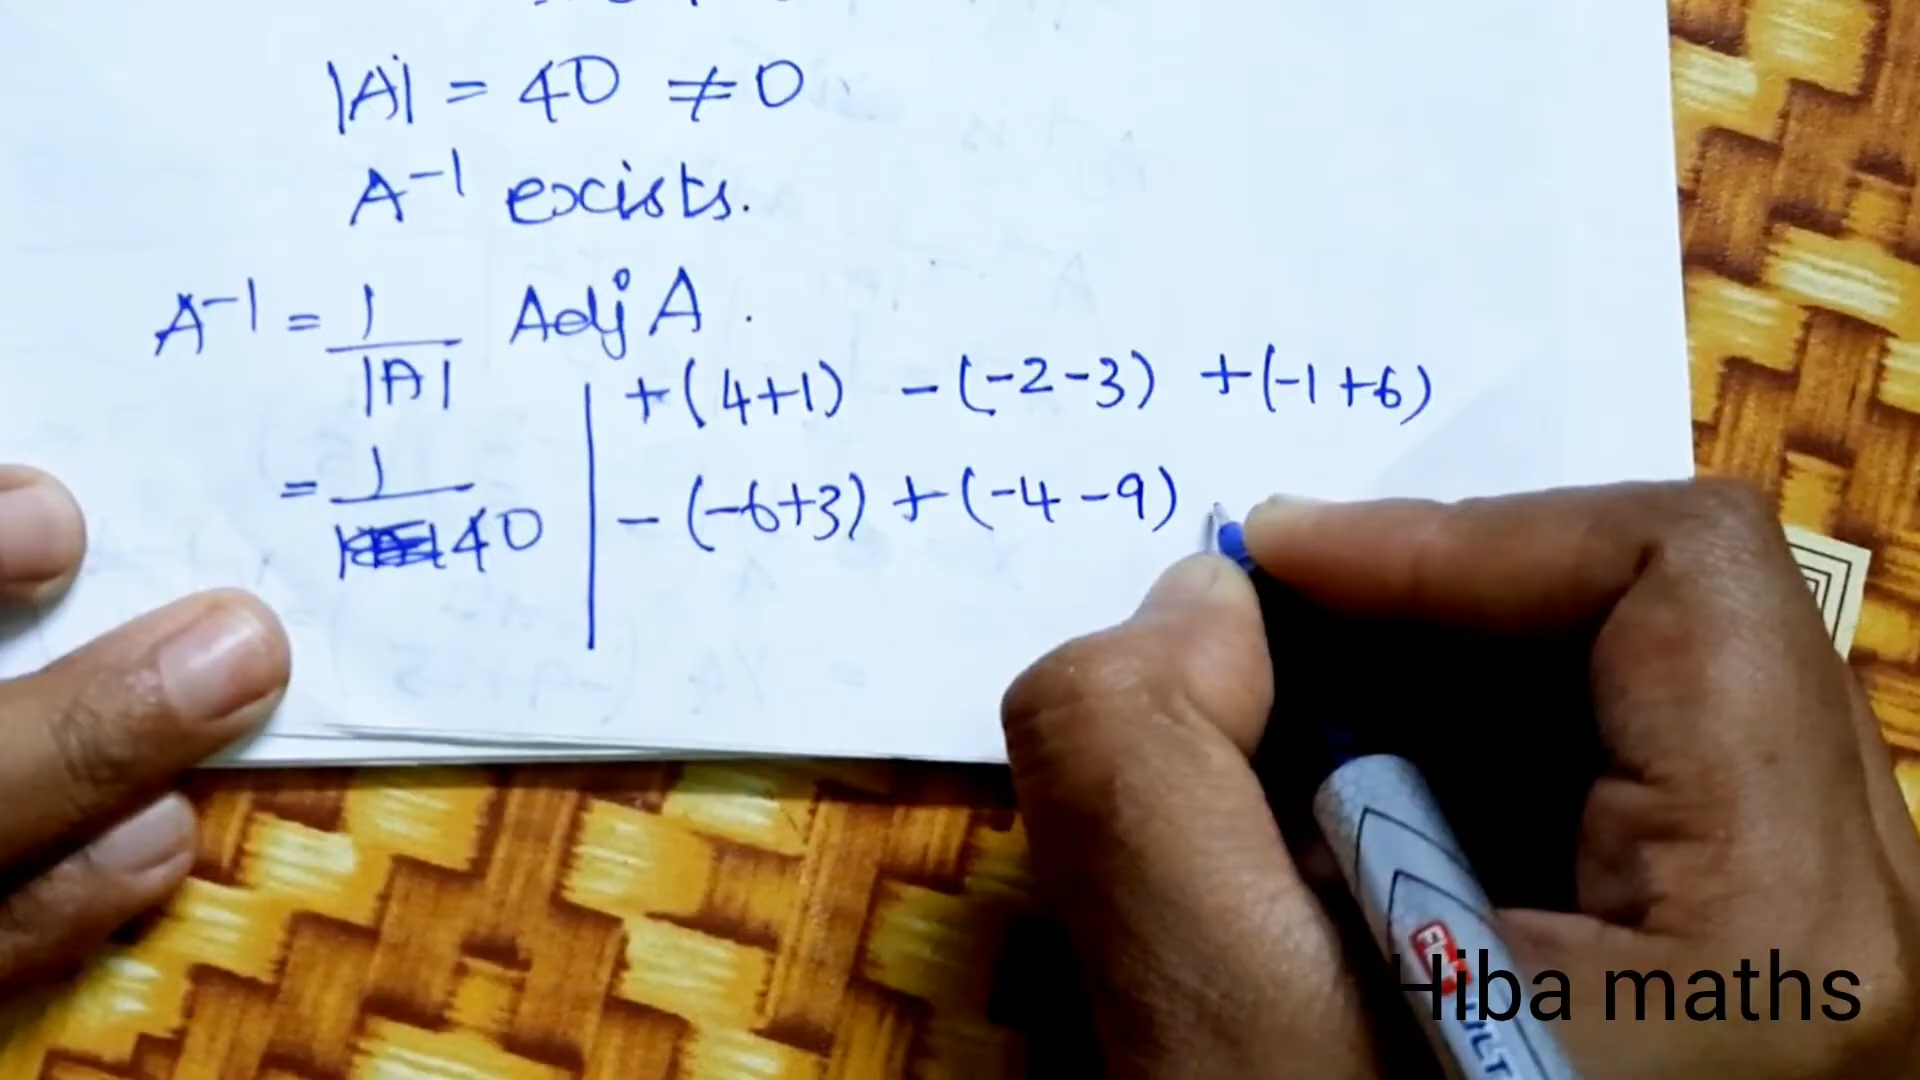 |A| = 40 ≠ 0
A⁻¹ excists.
A⁻¹ = 1/|A| Adj A.
= 1/40 | +(4+1) -(-2-3) +(-1+6)
-(-6+3) +(-4-9)
Hiba maths